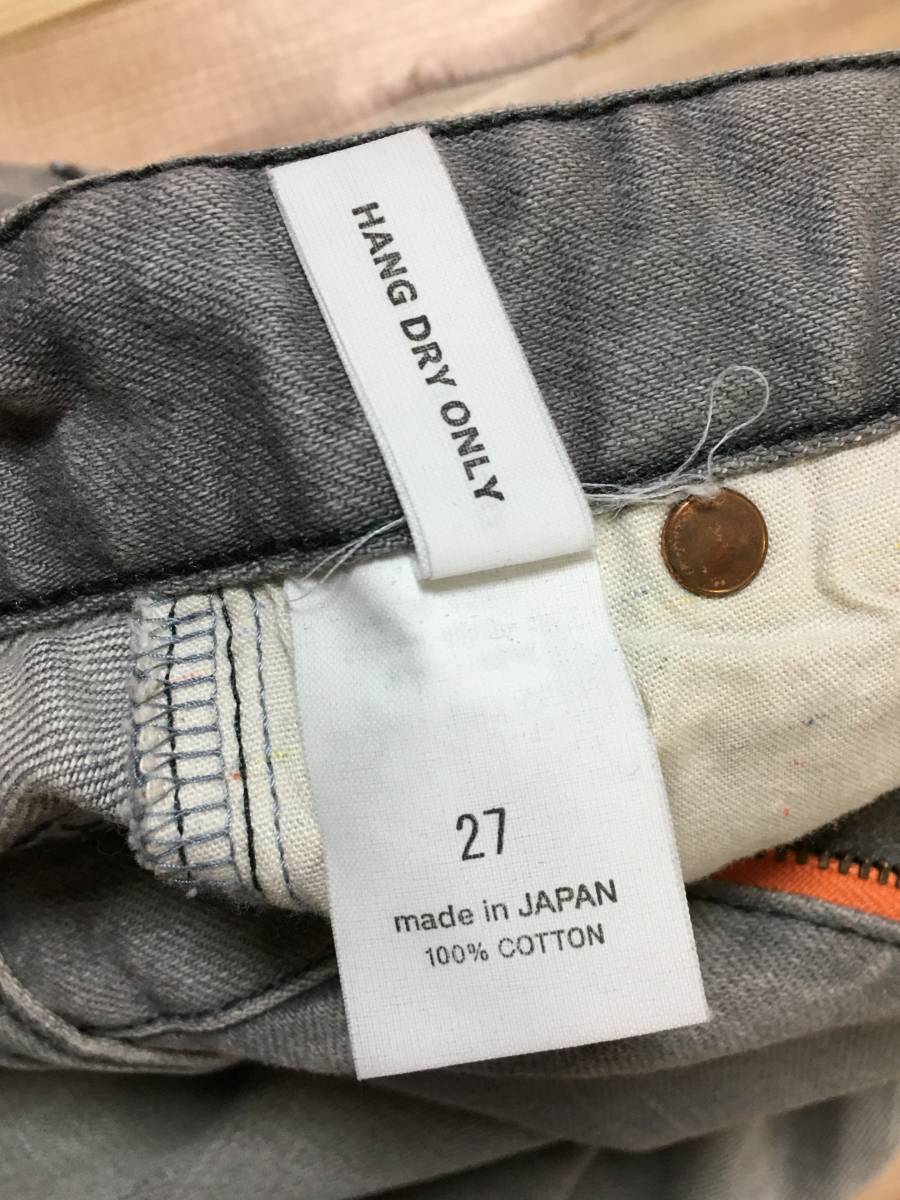 HANG DRY ONLY
27
made in JAPAN
100% COTTON